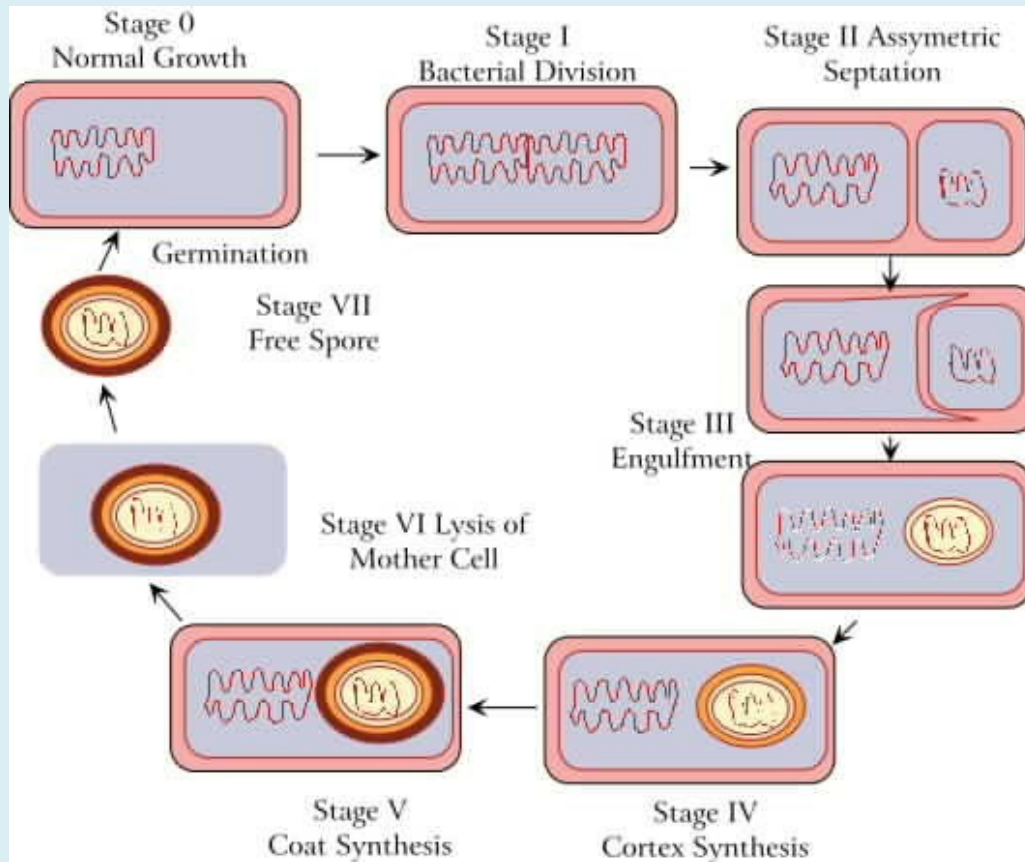 Stage 0
Normal Growth
Stage I
Bacterial Division
Stage II Assymetric
Septation
Germination
Stage VII
Free Spore
Stage III
Engulfment
Stage VI Lysis of
Mother Cell
Stage V
Coat Synthesis
Stage IV
Cortex Synthesis